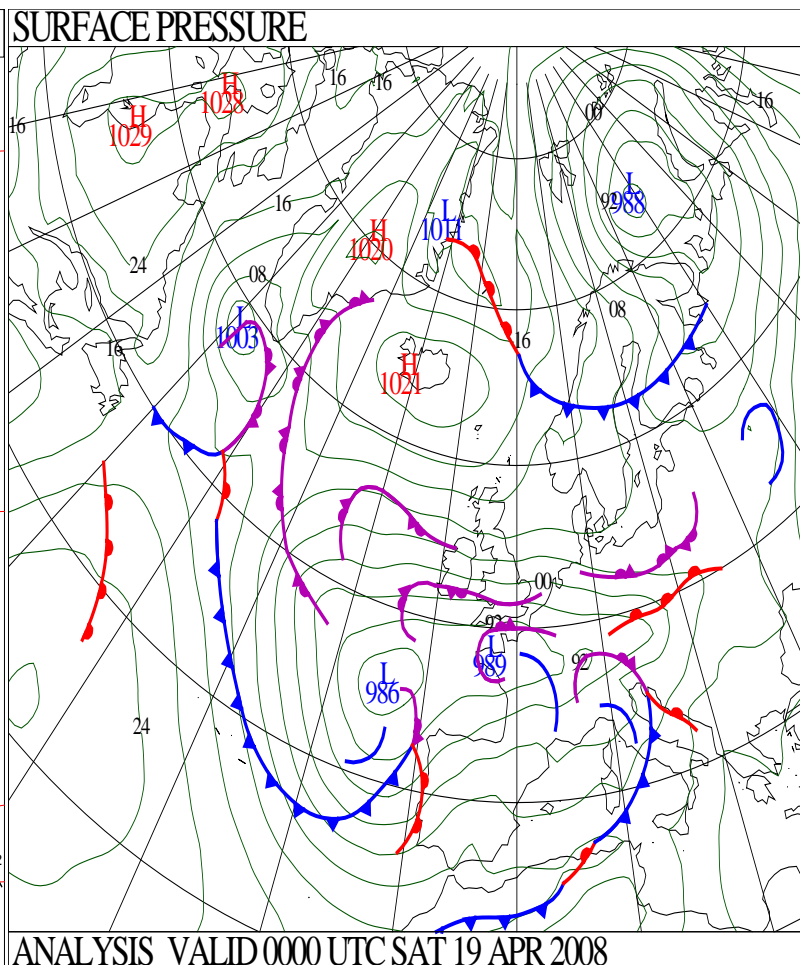 SURFACE PRESSURE
16
16
16
H
1028
H
1029
16
00
L
92
988
16
L
1011
H
1020
24
08
08
L
1003
16
16
H
1021
00
92
L
989
92
L
986
24
ANALYSIS VALID 0000 UTC SAT 19 APR 2008